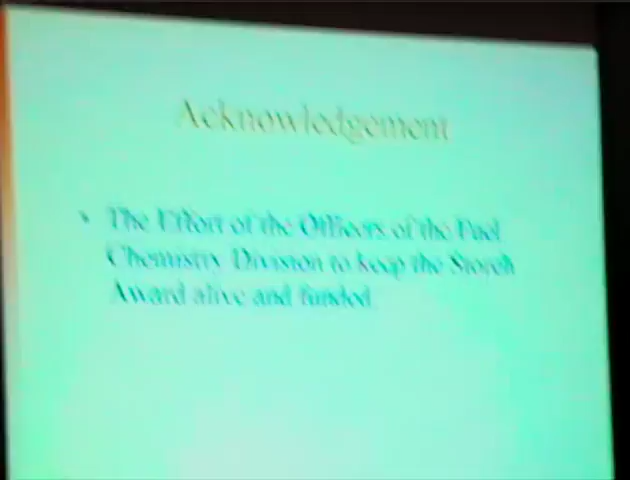 Acknowledgement
• The Effort of the Officers of the Fuel
Chemistry Division to keep the Storch
Award alive and funded